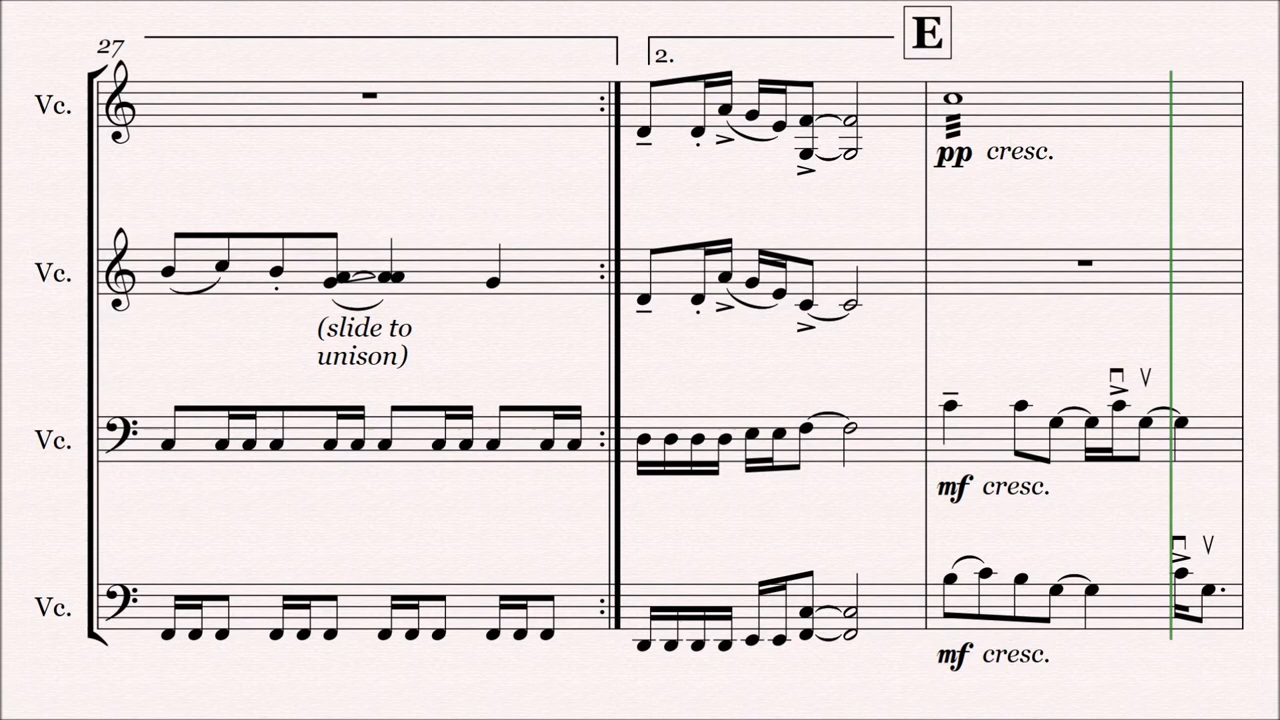 27
2.
E
Vc.
pp cresc.
Vc.
(slide to
unison)
Vc.
mf cresc.
Vc.
mf cresc.